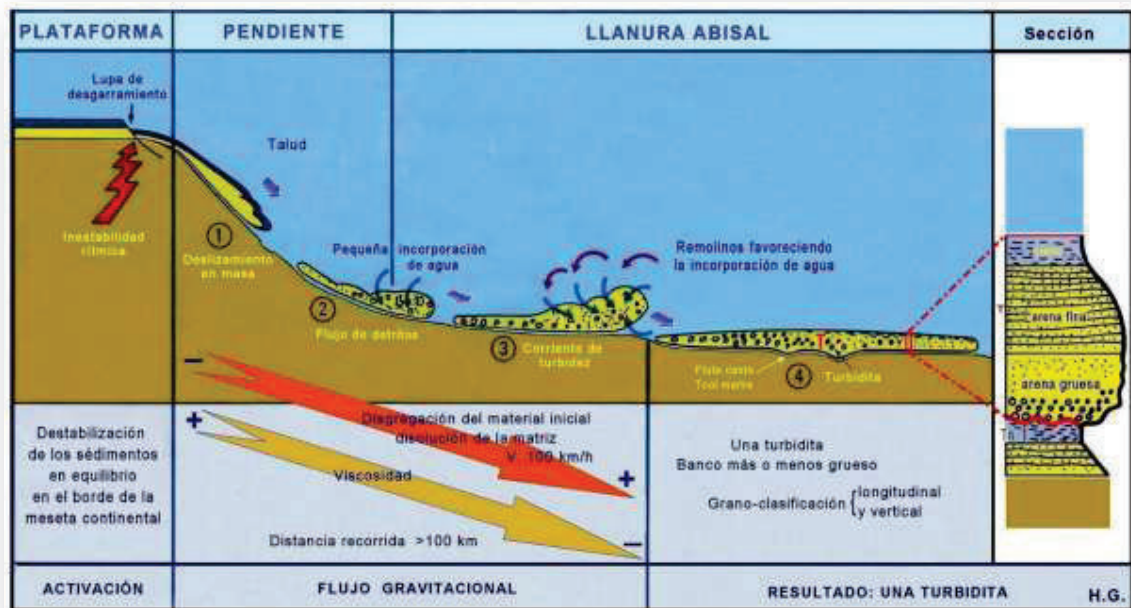 PLATAFORMA
PENDIENTE
LLANURA ABISAL
Sección
Lupa de
desgarramiento
Talud
Inestabilidad
rítmica
1
Deslizamiento
en masa
Pequeña incorporación
de agua
2
Flujo de detritos
Remolinos favoreciendo
la incorporación de agua
3
Corriente de
turbidez
Flute casts
Tool marks
4
Turbidita
T
arena fina
arena gruesa
Destabilización
de los sédimentos
en equilibrio
en el borde de la
meseta continental
−
+
Disgregación del material inicial
disolución de la matriz
V. 100 km/h
+
Viscosidad
−
Distancia recorrida >100 km
Una turbidita
Banco más o menos grueso
Grano-clasificación { longitudinal
y vertical
ACTIVACIÓN
FLUJO GRAVITACIONAL
RESULTADO: UNA TURBIDITA
H.G.